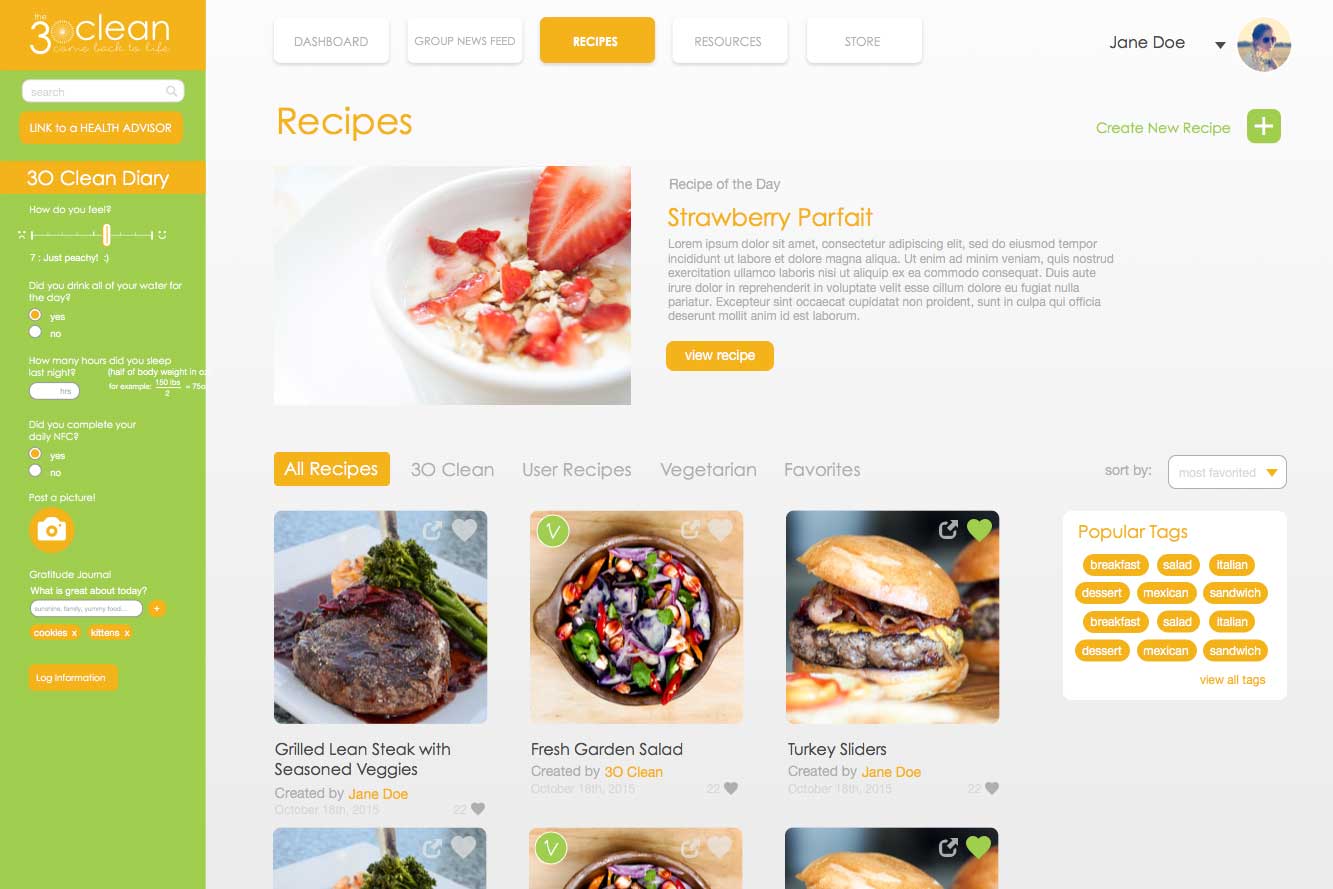 the
30clean
come back to life
search
LINK to a HEALTH ADVISOR
30 Clean Diary
How do you feel?
7 : Just peachy! :)
Did you drink all of your water for
the day?
yes
no
How many hours did you sleep
last night?
(half of body weight in oz
hrs
for example: 150 lbs
2
= 75o
Did you complete your
daily NFC?
yes
no
Post a picture!
Gratitude Journal
What is great about today?
sunshine, family, yummy food...
+
cookies x
kittens x
Log Information
DASHBOARD
GROUP NEWS FEED
RECIPES
RESOURCES
STORE
Jane Doe
Recipes
Create New Recipe
Recipe of the Day
Strawberry Parfait
Lorem ipsum dolor sit amet, consectetur adipiscing elit, sed do eiusmod tempor
incididunt ut labore et dolore magna aliqua. Ut enim ad minim veniam, quis nostrud
exercitation ullamco laboris nisi ut aliquip ex ea commodo consequat. Duis aute
irure dolor in reprehenderit in voluptate velit esse cillum dolore eu fugiat nulla
pariatur. Excepteur sint occaecat cupidatat non proident, sunt in culpa qui officia
deserunt mollit anim id est laborum.
view recipe
All Recipes
30 Clean
User Recipes
Vegetarian
Favorites
sort by:
most favorited
V
Grilled Lean Steak with
Seasoned Veggies
Created by Jane Doe
October 18th, 2015
22
Fresh Garden Salad
Created by 30 Clean
October 18th, 2015
22
Turkey Sliders
Created by Jane Doe
October 18th, 2015
22
Popular Tags
breakfast
salad
italian
dessert
mexican
sandwich
breakfast
salad
italian
dessert
mexican
sandwich
view all tags
V